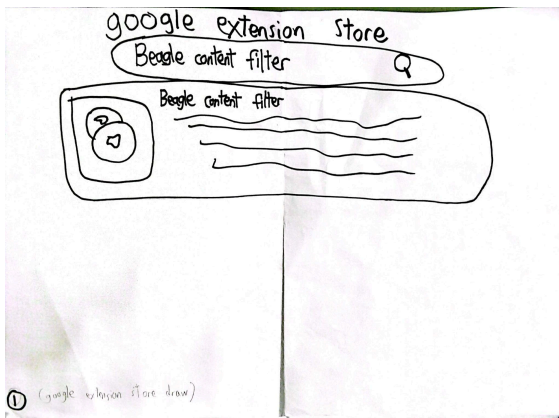 google extension store
Beagle content filter
Beagle content filter
1 (google extension store draw)